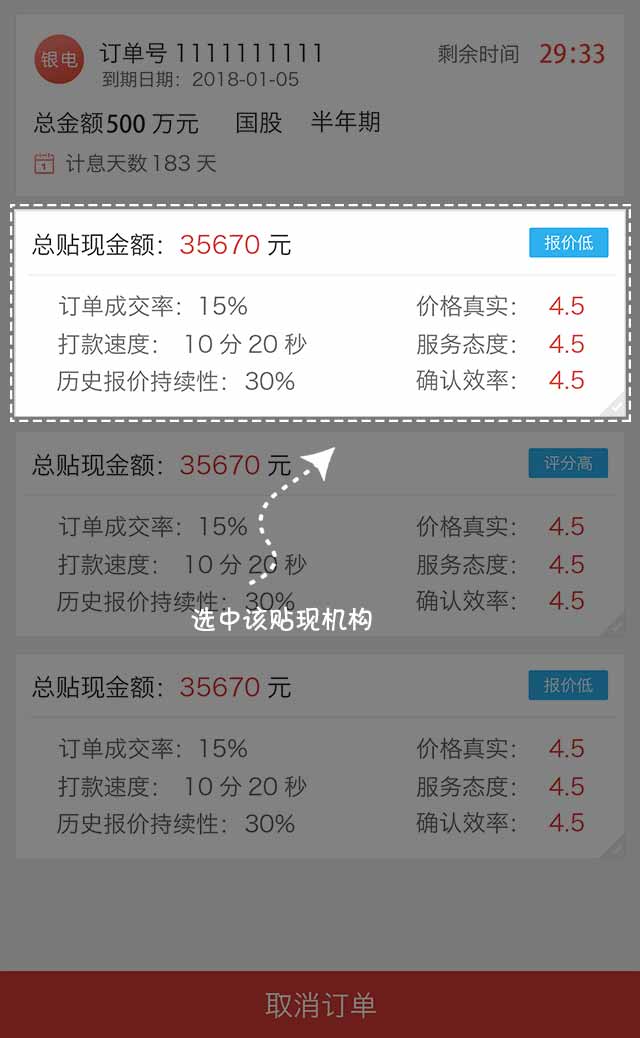 银电 订单号 1111111111 剩余时间 29:33
到期日期：2018-01-05
总金额500 万元 国股 半年期
1 计息天数183 天
总贴现金额：35670 元 报价低
订单成交率：15% 价格真实：4.5
打款速度：10 分 20 秒 服务态度：4.5
历史报价持续性：30% 确认效率：4.5
总贴现金额：35670 元 评分高
订单成交率：15% 价格真实：4.5
打款速度：10 分 20 秒 服务态度：4.5
历史报价持续性：30% 确认效率：4.5
选中该贴现机构
总贴现金额：35670 元 报价低
订单成交率：15% 价格真实：4.5
打款速度：10 分 20 秒 服务态度：4.5
历史报价持续性：30% 确认效率：4.5
取消订单